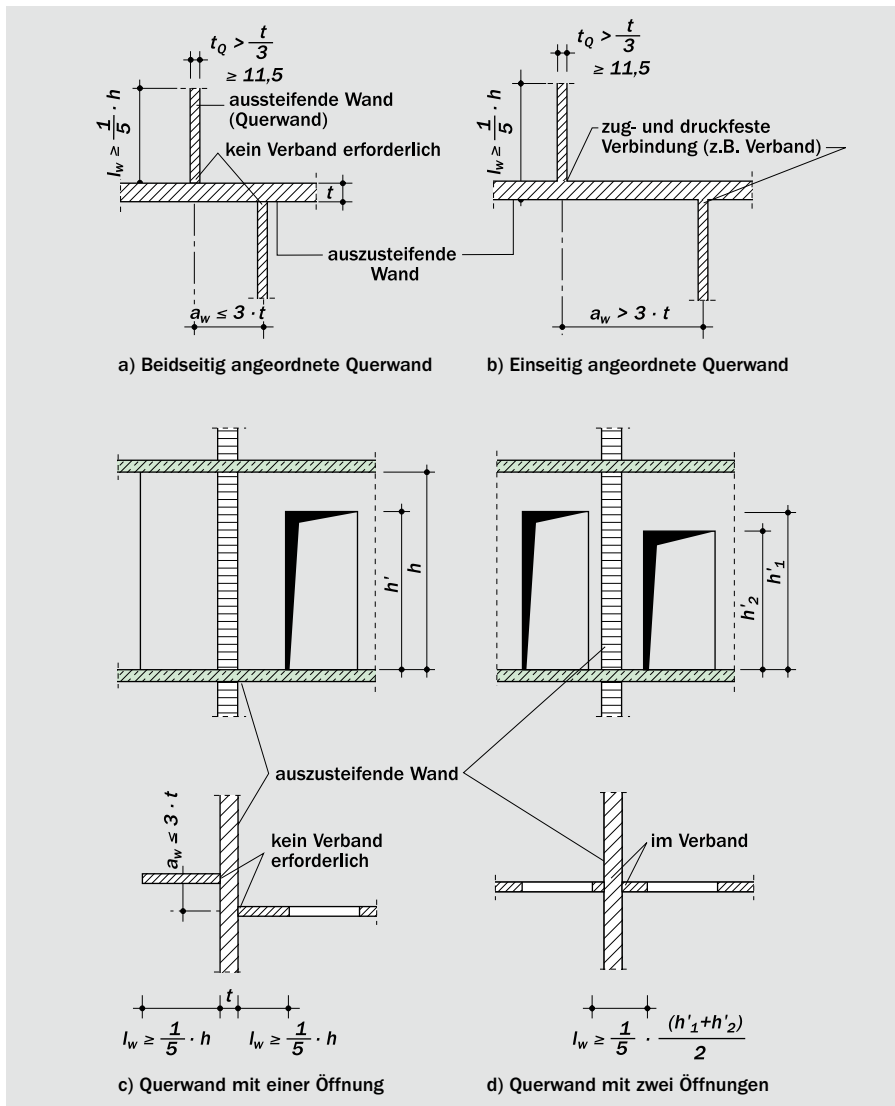 t_Q > t/3
≥ 11,5
l_w ≥ 1/5 · h
aussteifende Wand
(Querwand)
kein Verband erforderlich
t
a_w ≤ 3 · t
a) Beidseitig angeordnete Querwand
t_Q > t/3
≥ 11,5
l_w ≥ 1/5 · h
zug- und druckfeste
Verbindung (z.B. Verband)
auszusteifende
Wand
a_w > 3 · t
b) Einseitig angeordnete Querwand
h'
h
h'_2
h'_1
auszusteifende Wand
a_w ≤ 3 · t
kein Verband
erforderlich
im Verband
t
l_w ≥ 1/5 · h
l_w ≥ 1/5 · h
l_w ≥ 1/5 · (h'_1+h'_2)/2
c) Querwand mit einer Öffnung
d) Querwand mit zwei Öffnungen